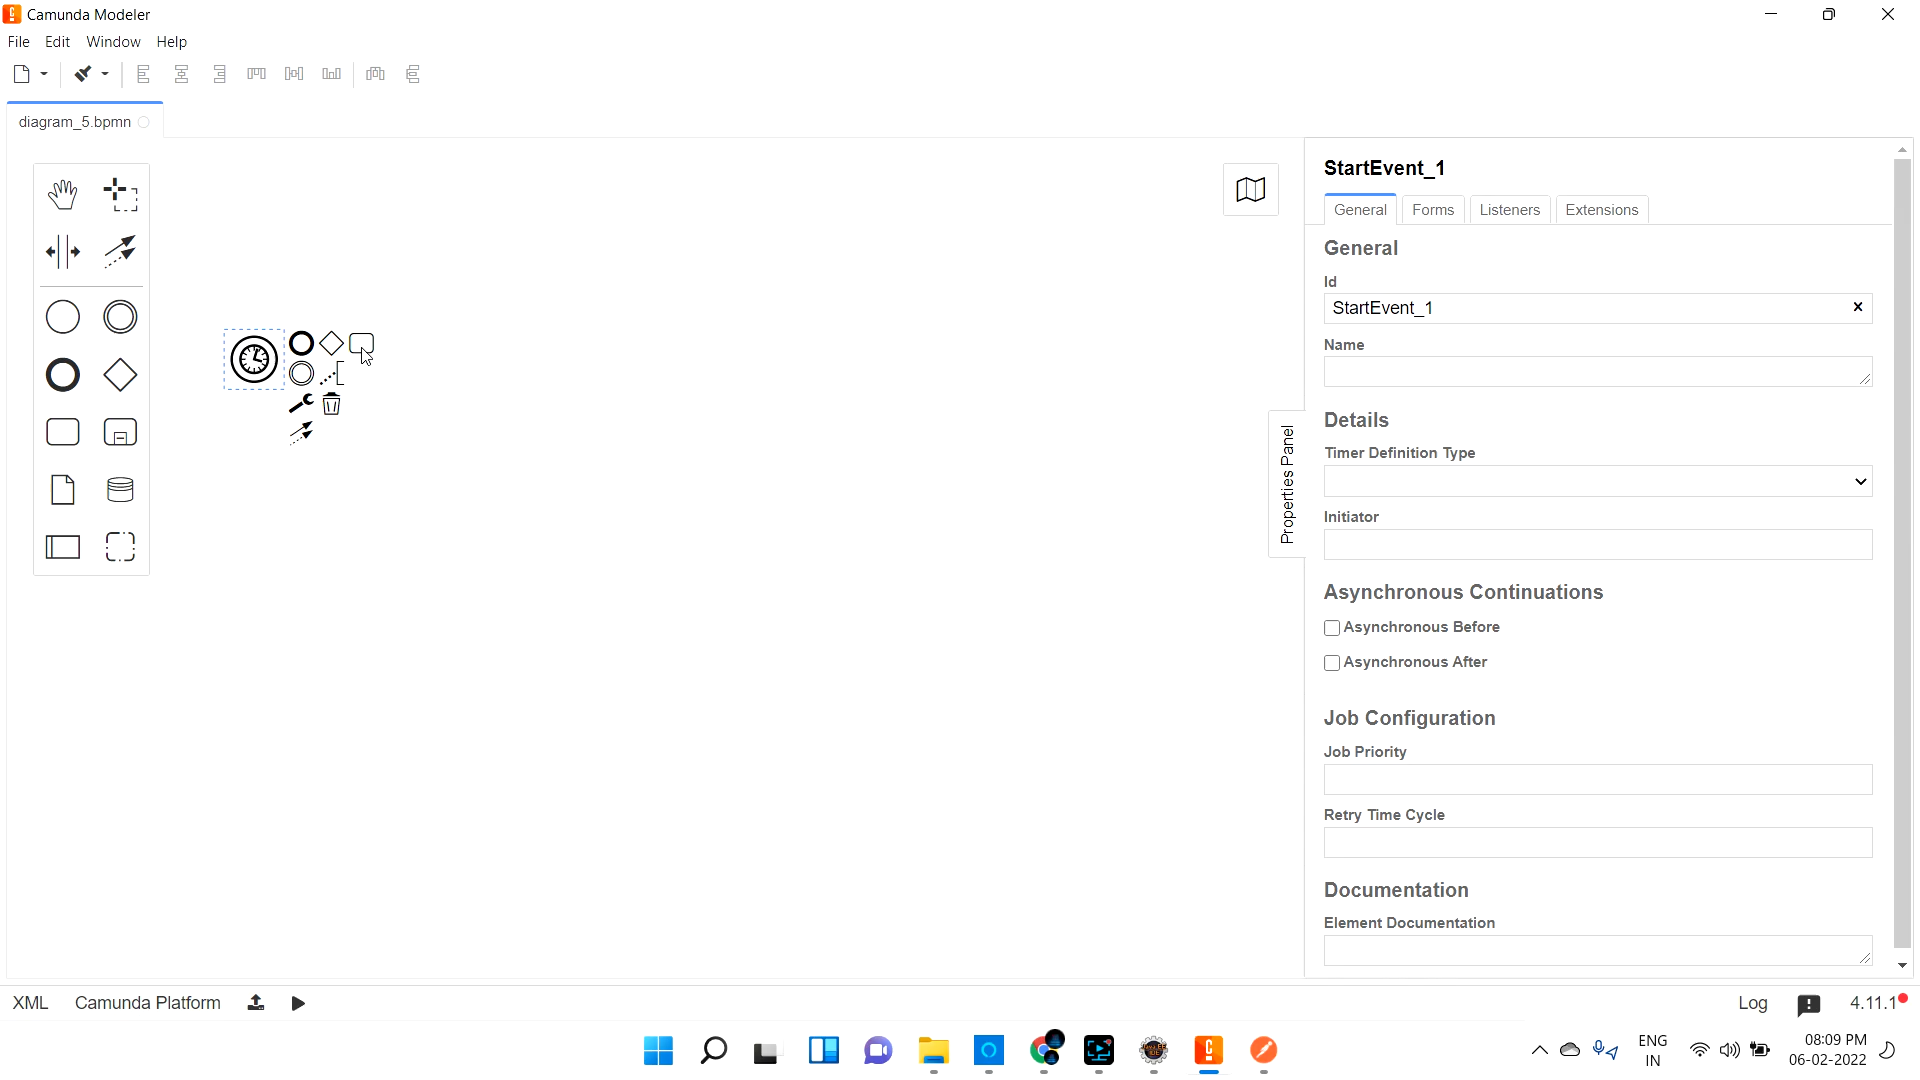 Camunda Modeler
File Edit Window Help
diagram_5.bpmn
StartEvent_1
General Forms Listeners Extensions
General
Id
StartEvent_1
Name
Details
Timer Definition Type
Initiator
Properties Panel
Asynchronous Continuations
Asynchronous Before
Asynchronous After
Job Configuration
Job Priority
Retry Time Cycle
Documentation
Element Documentation
XML Camunda Platform Log 4.11.1
ENG 08:09 PM
IN 06-02-2022